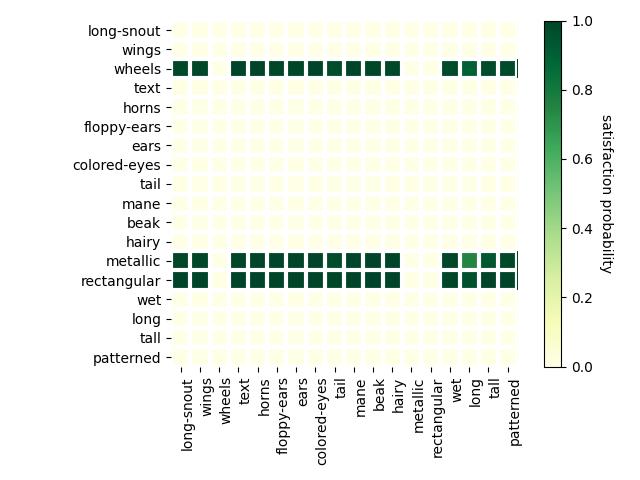 long-snout
wings
wheels
text
horns
floppy-ears
ears
colored-eyes
tail
mane
beak
hairy
metallic
rectangular
wet
long
tall
patterned
long-snout
wings
wheels
text
horns
floppy-ears
ears
colored-eyes
tail
mane
beak
hairy
metallic
rectangular
wet
long
tall
patterned
1.0
0.8
0.6
0.4
0.2
0.0
satisfaction probability